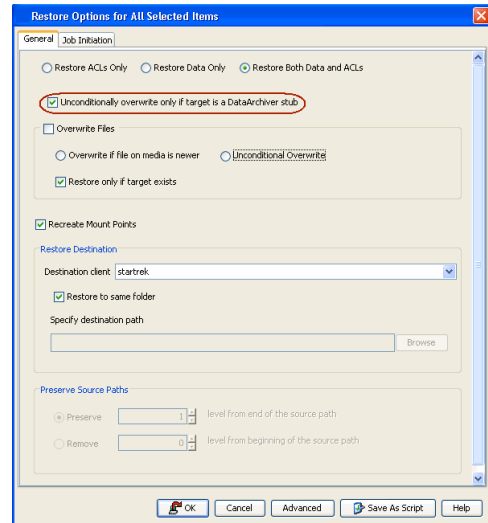 Restore Options for All Selected Items
General Job Initiation
Restore ACLs Only Restore Data Only Restore Both Data and ACLs
Unconditionally overwrite only if target is a DataArchiver stub
Overwrite Files
Overwrite if file on media is newer Unconditional Overwrite
Restore only if target exists
Recreate Mount Points
Restore Destination
Destination client startrek
Restore to same folder
Specify destination path
Browse
Preserve Source Paths
Preserve 1 level from end of the source path
Remove 0 level from beginning of the source path
OK Cancel Advanced Save As Script Help